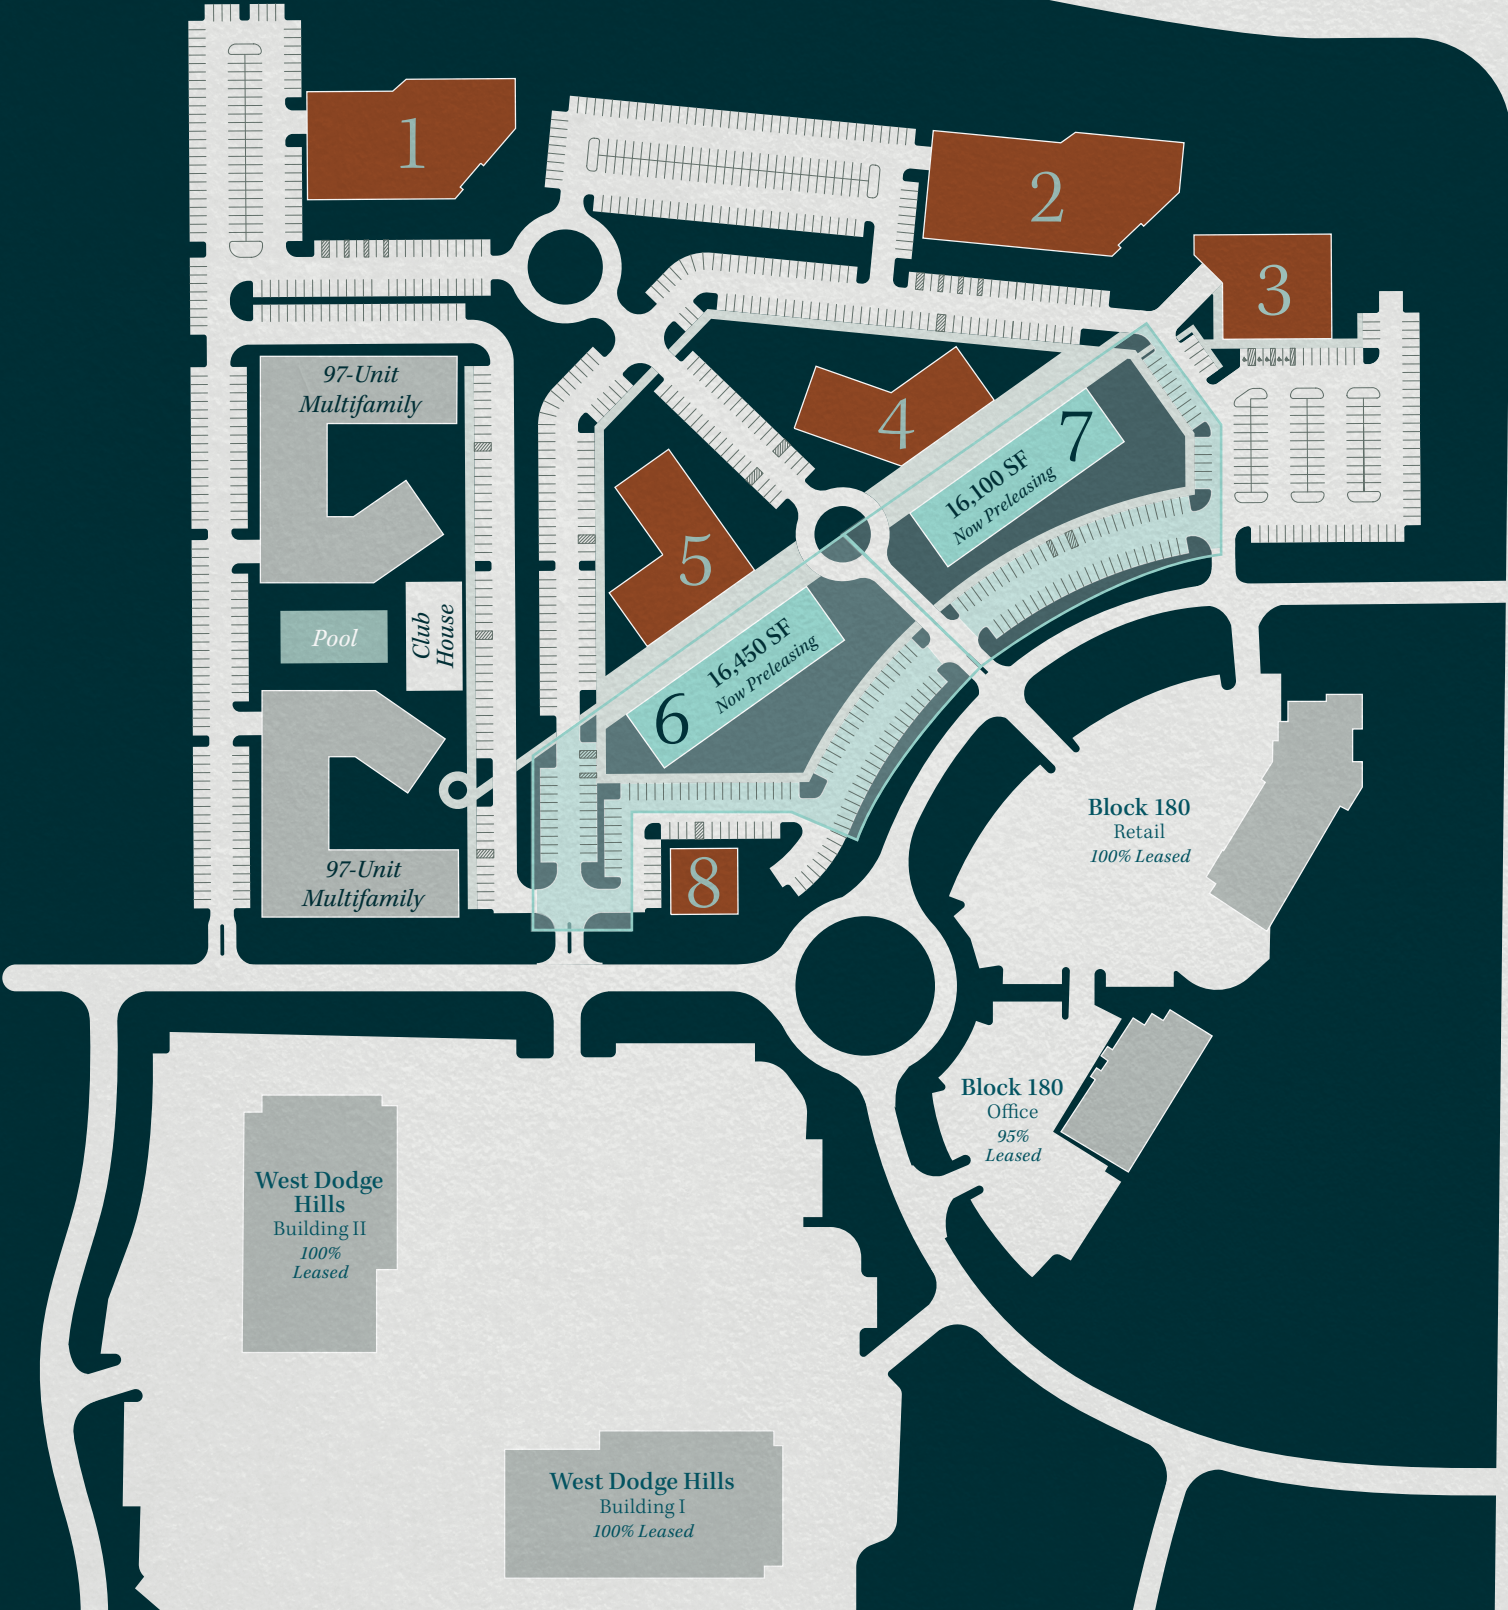 1
2
3
97-Unit
Multifamily
4
7
16,100 SF
Now Preleasing
5
Pool
Club
House
6
16,450 SF
Now Preleasing
97-Unit
Multifamily
8
Block 180
Retail
100% Leased
Block 180
Office
95%
Leased
West Dodge
Hills
Building II
100%
Leased
West Dodge Hills
Building I
100% Leased